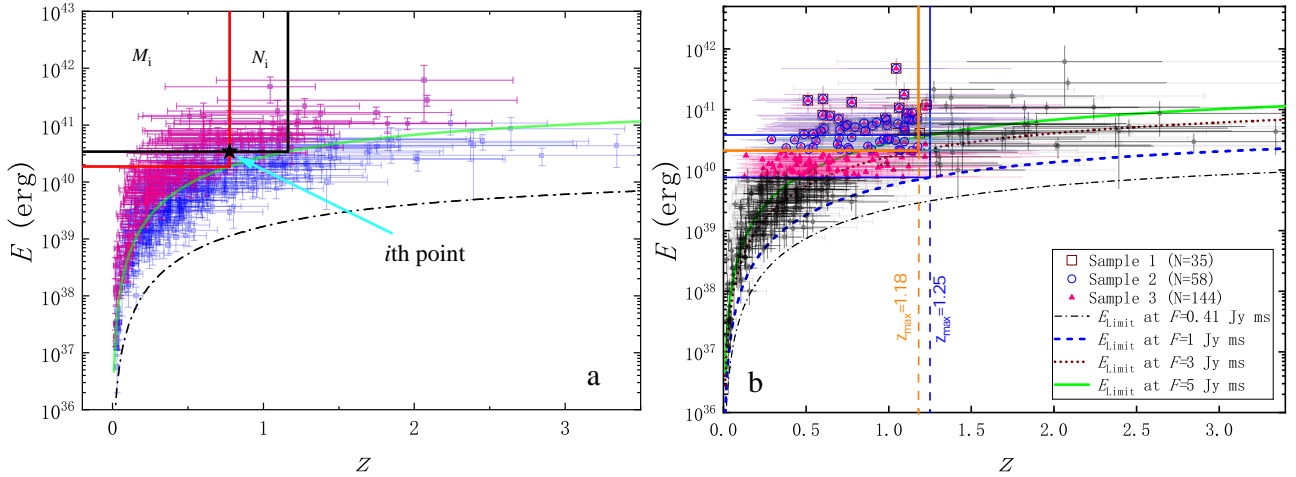 10^43
10^42
10^41
10^40
10^39
10^38
10^37
10^36
E (erg)
M_i
N_i
ith point
a
0
1
2
3
Z
10^42
10^41
10^40
10^39
10^38
10^37
10^36
E (erg)
z_max=1.18
z_max=1.25
Sample 1 (N=35)
Sample 2 (N=58)
Sample 3 (N=144)
E_Limit at F=0.41 Jy ms
E_Limit at F=1 Jy ms
E_Limit at F=3 Jy ms
E_Limit at F=5 Jy ms
b
0.0 0.5 1.0 1.5 2.0 2.5 3.0
Z